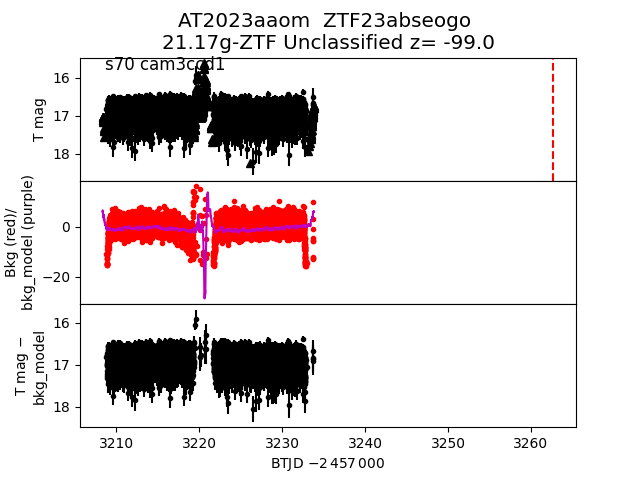 AT2023aaom  ZTF23abseogo
21.17g-ZTF Unclassified z= -99.0
s70 cam3ccd1
16
17
18
T mag
0
−20
Bkg (red)/
bkg_model (purple)
16
17
18
T mag −
bkg_model
3210
3220
3230
3240
3250
3260
BTJD −2 457 000